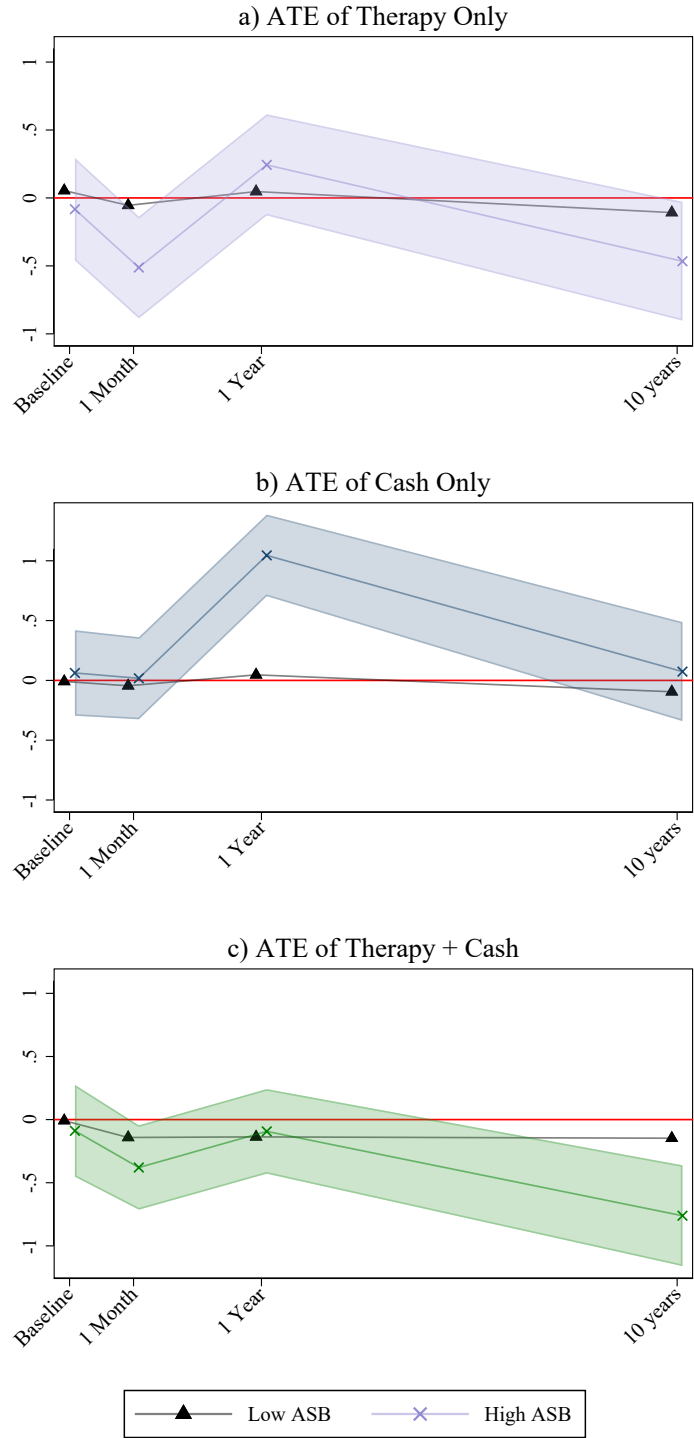 a) ATE of Therapy Only
1
.5
0
-.5
-1
Baseline
1 Month
1 Year
10 years
b) ATE of Cash Only
1
.5
0
-.5
-1
Baseline
1 Month
1 Year
10 years
c) ATE of Therapy + Cash
1
.5
0
-.5
-1
Baseline
1 Month
1 Year
10 years
Low ASB High ASB